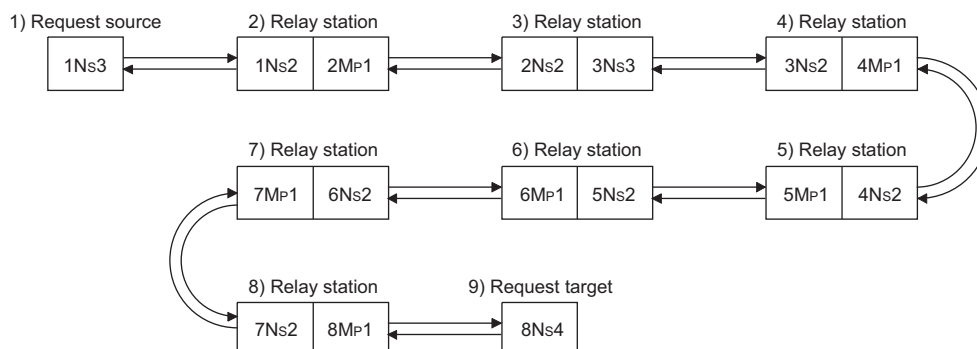 1) Request source
2) Relay station
3) Relay station
4) Relay station
1Ns3
1Ns2
2MP1
2Ns2
3Ns3
3Ns2
4MP1
7) Relay station
6) Relay station
5) Relay station
7MP1
6Ns2
6MP1
5Ns2
5MP1
4Ns2
8) Relay station
9) Request target
7Ns2
8MP1
8Ns4